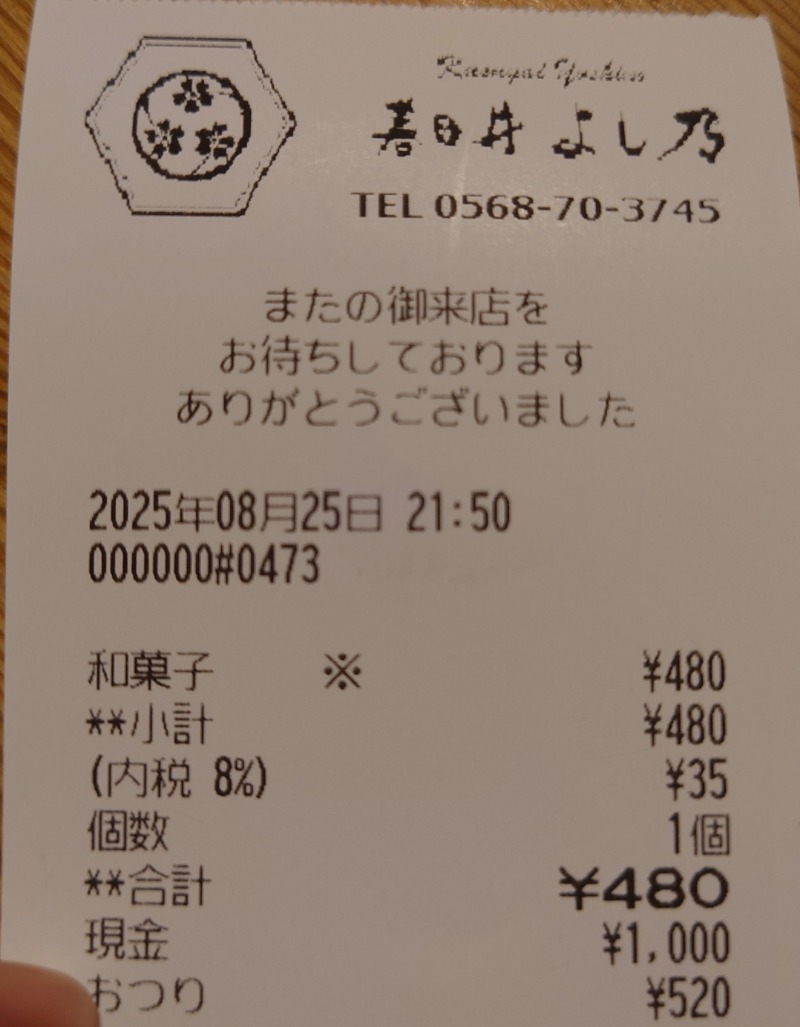 Kasugai Yoshino
春日井 よし乃
TEL 0568-70-3745
またの御来店を
お待ちしております
ありがとうございました
2025年08月25日 21:50
000000#0473
和菓子 ※ ¥480
**小計 ¥480
(内税 8%) ¥35
個数 1個
**合計 ¥480
現金 ¥1,000
おつり ¥520